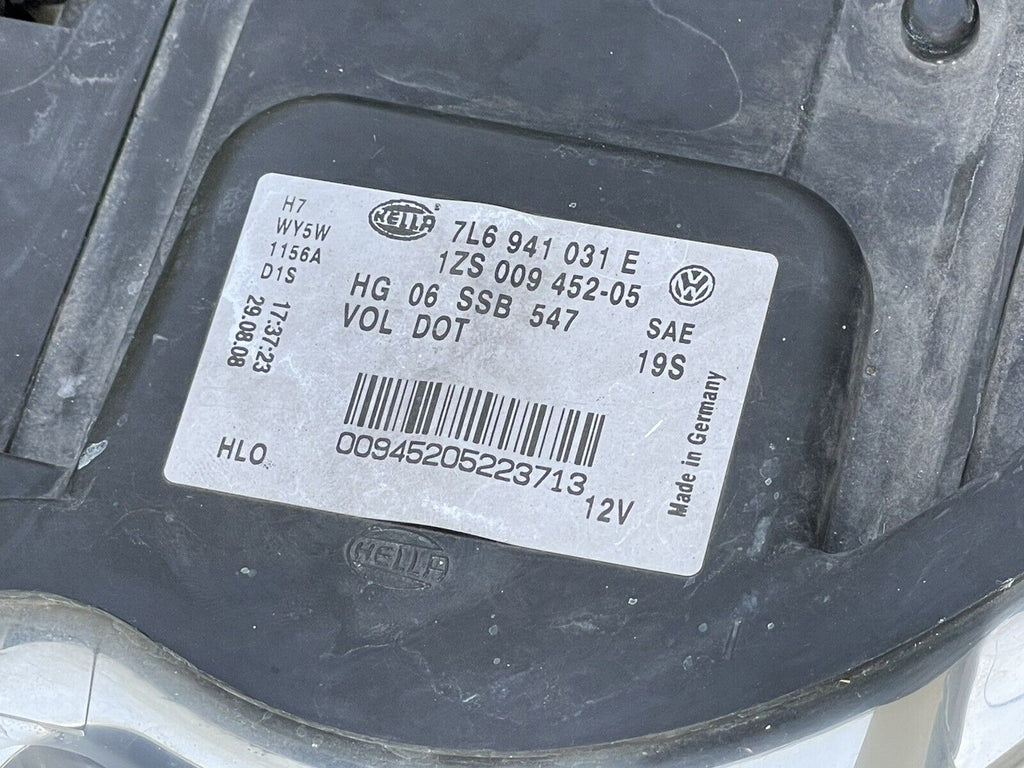 H7
WY5W
1156A
D1S
17:37:23
29.08.08
HELLA
7L6 941 031 E
1ZS 009 452-05
HG 06 SSB 547
VOL DOT
SAE
19S
00945205223713
HLO
12V
Made in Germany
HELLA